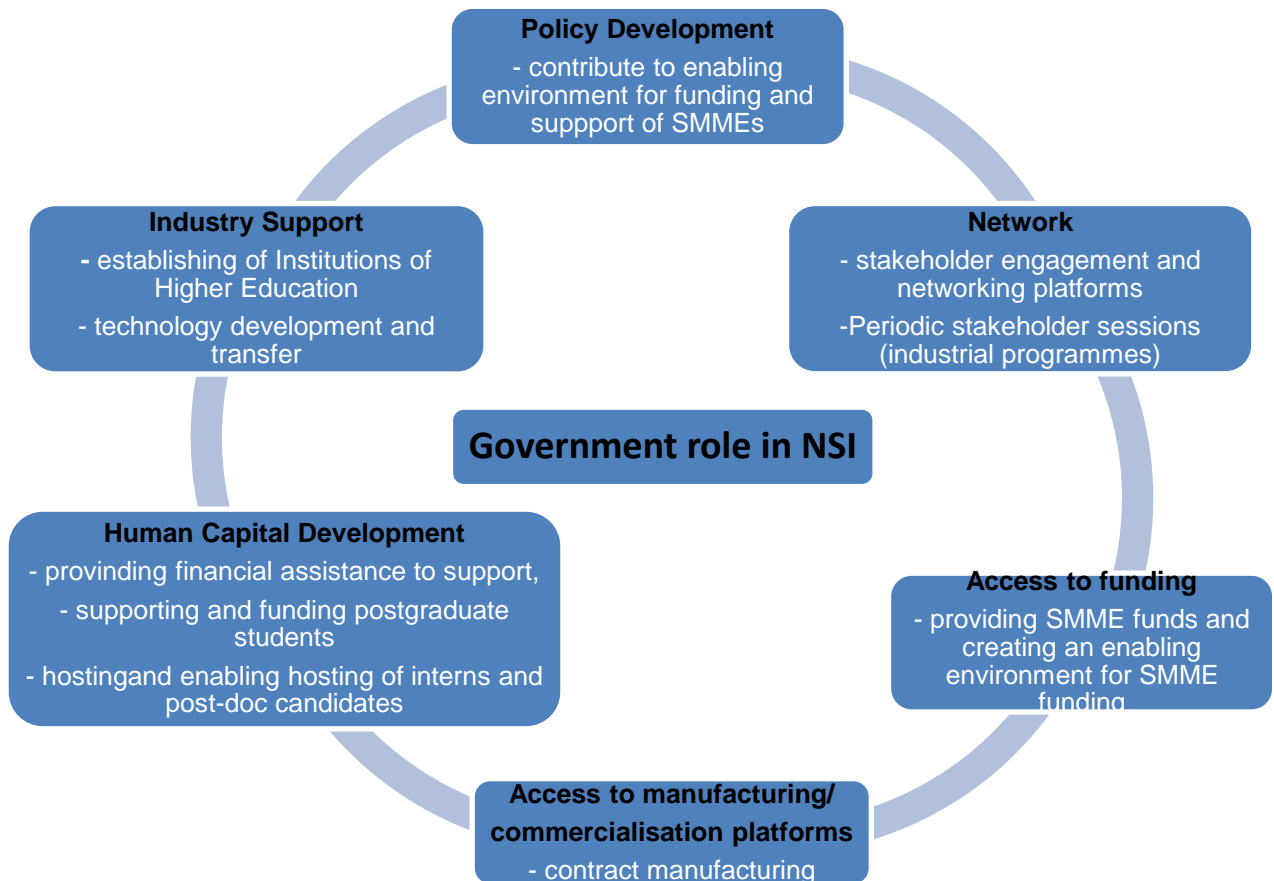 Policy Development
- contribute to enabling
environment for funding and
suppport of SMMEs
Industry Support
- establishing of Institutions of
Higher Education
- technology development and
transfer
Network
- stakeholder engagement and
networking platforms
-Periodic stakeholder sessions
(industrial programmes)
Government role in NSI
Human Capital Development
- provinding financial assistance to support,
- supporting and funding postgraduate
students
- hostingand enabling hosting of interns and
post-doc candidates
Access to funding
- providing SMME funds and
creating an enabling
environment for SMME
funding
Access to manufacturing/
commercialisation platforms
- contract manufacturing